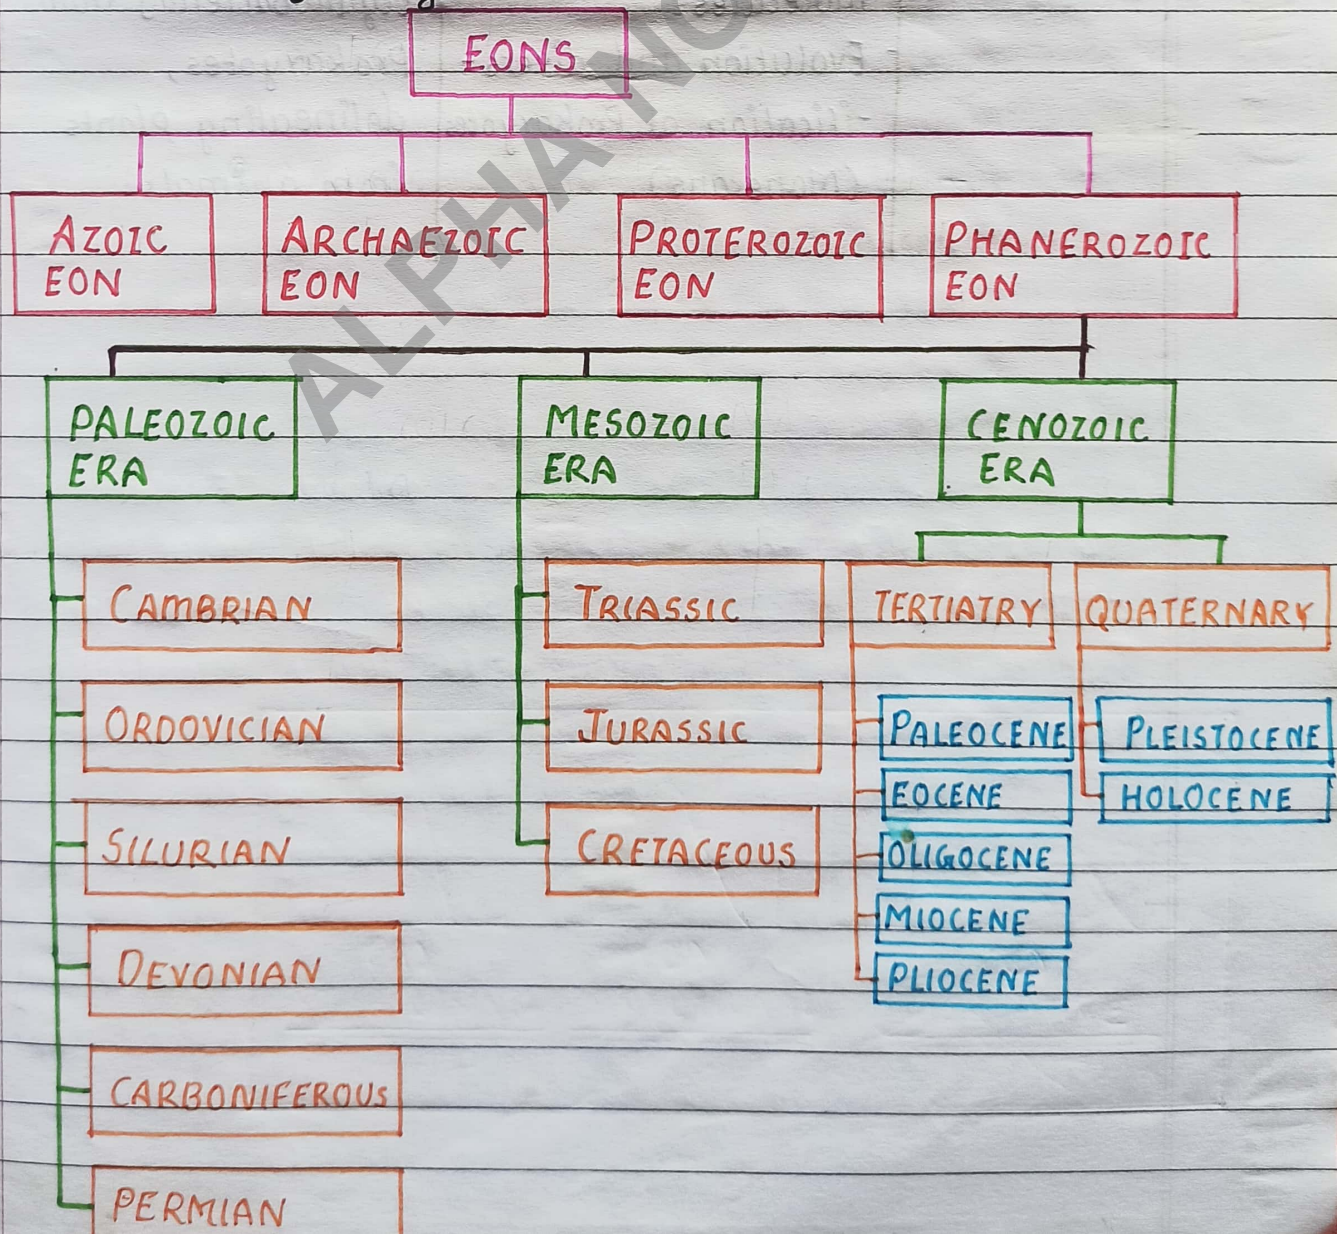 EONS
AZOIC
EON
ARCHAEZOIC
EON
PROTEROZOIC
EON
PHANEROZOIC
EON
PALEOZOIC
ERA
MESOZOIC
ERA
CENOZOIC
ERA
CAMBRIAN
ORDOVICIAN
SILURIAN
DEVONIAN
CARBONIFEROUS
PERMIAN
TRIASSIC
JURASSIC
CRETACEOUS
TERTIATRY
PALEOCENE
EOCENE
OLIGOCENE
MIOCENE
PLIOCENE
QUATERNARY
PLEISTOCENE
HOLOCENE
ALPHA